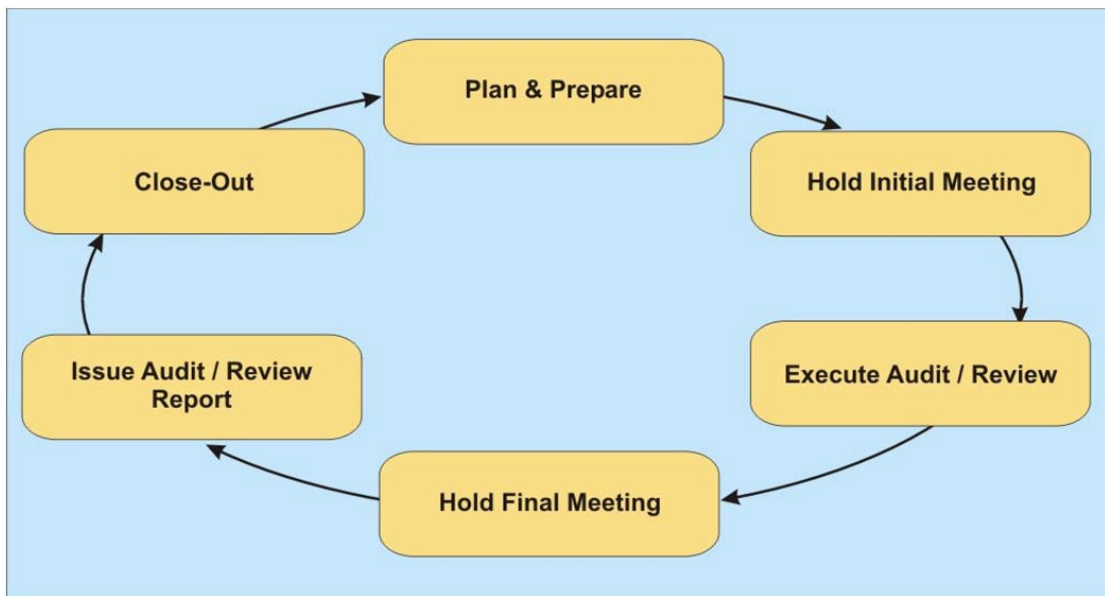 Plan & Prepare
Hold Initial Meeting
Execute Audit / Review
Hold Final Meeting
Issue Audit / Review
Report
Close-Out